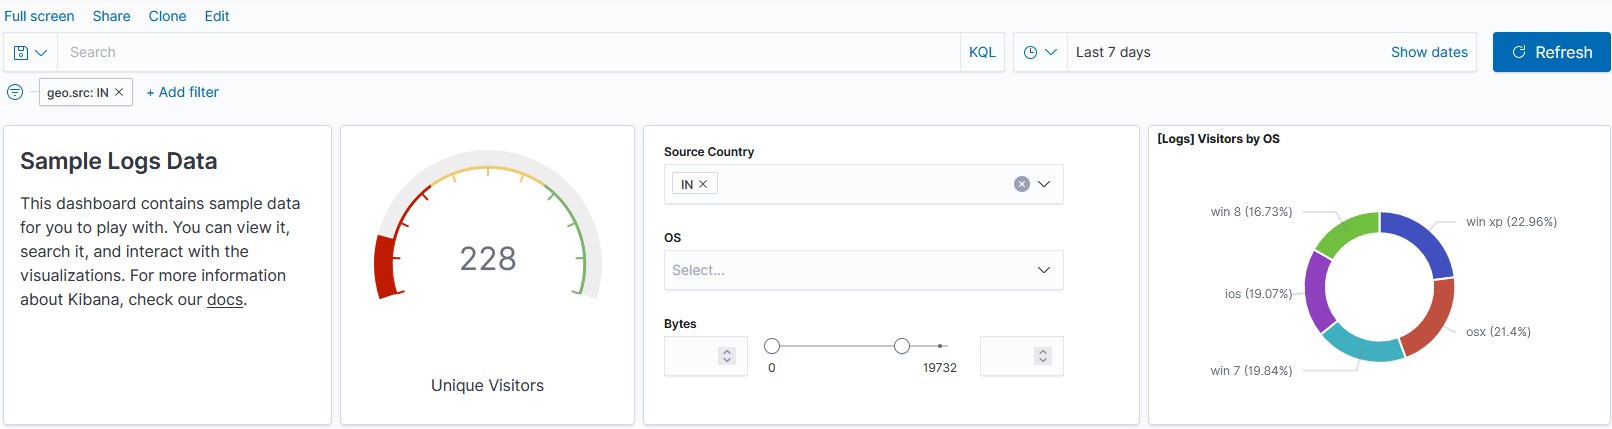 Full screen Share Clone Edit
Search KQL Last 7 days Show dates Refresh
geo.src: IN + Add filter
Sample Logs Data
This dashboard contains sample data
for you to play with. You can view it,
search it, and interact with the
visualizations. For more information
about Kibana, check our docs.
228
Unique Visitors
Source Country
IN
OS
Select...
Bytes
0 19732
[Logs] Visitors by OS
win 8 (16.73%)
win xp (22.96%)
ios (19.07%)
osx (21.4%)
win 7 (19.84%)